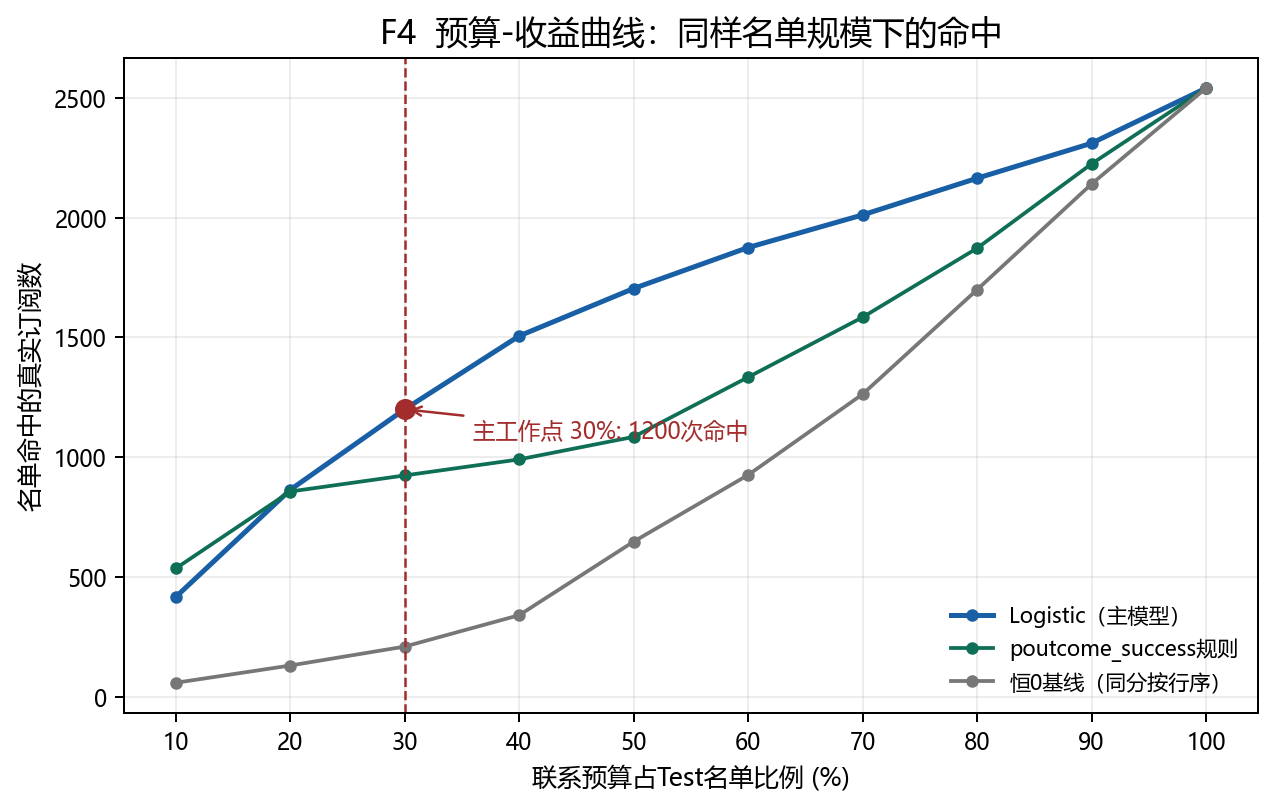 F4 预算-收益曲线：同样名单规模下的命中
名单命中的真实订阅数
2500
2000
1500
1000
500
0
主工作点 30%: 1200次命中
Logistic（主模型）
poutcome_success规则
恒0基线（同分按行序）
10 20 30 40 50 60 70 80 90 100
联系预算占Test名单比例 (%)